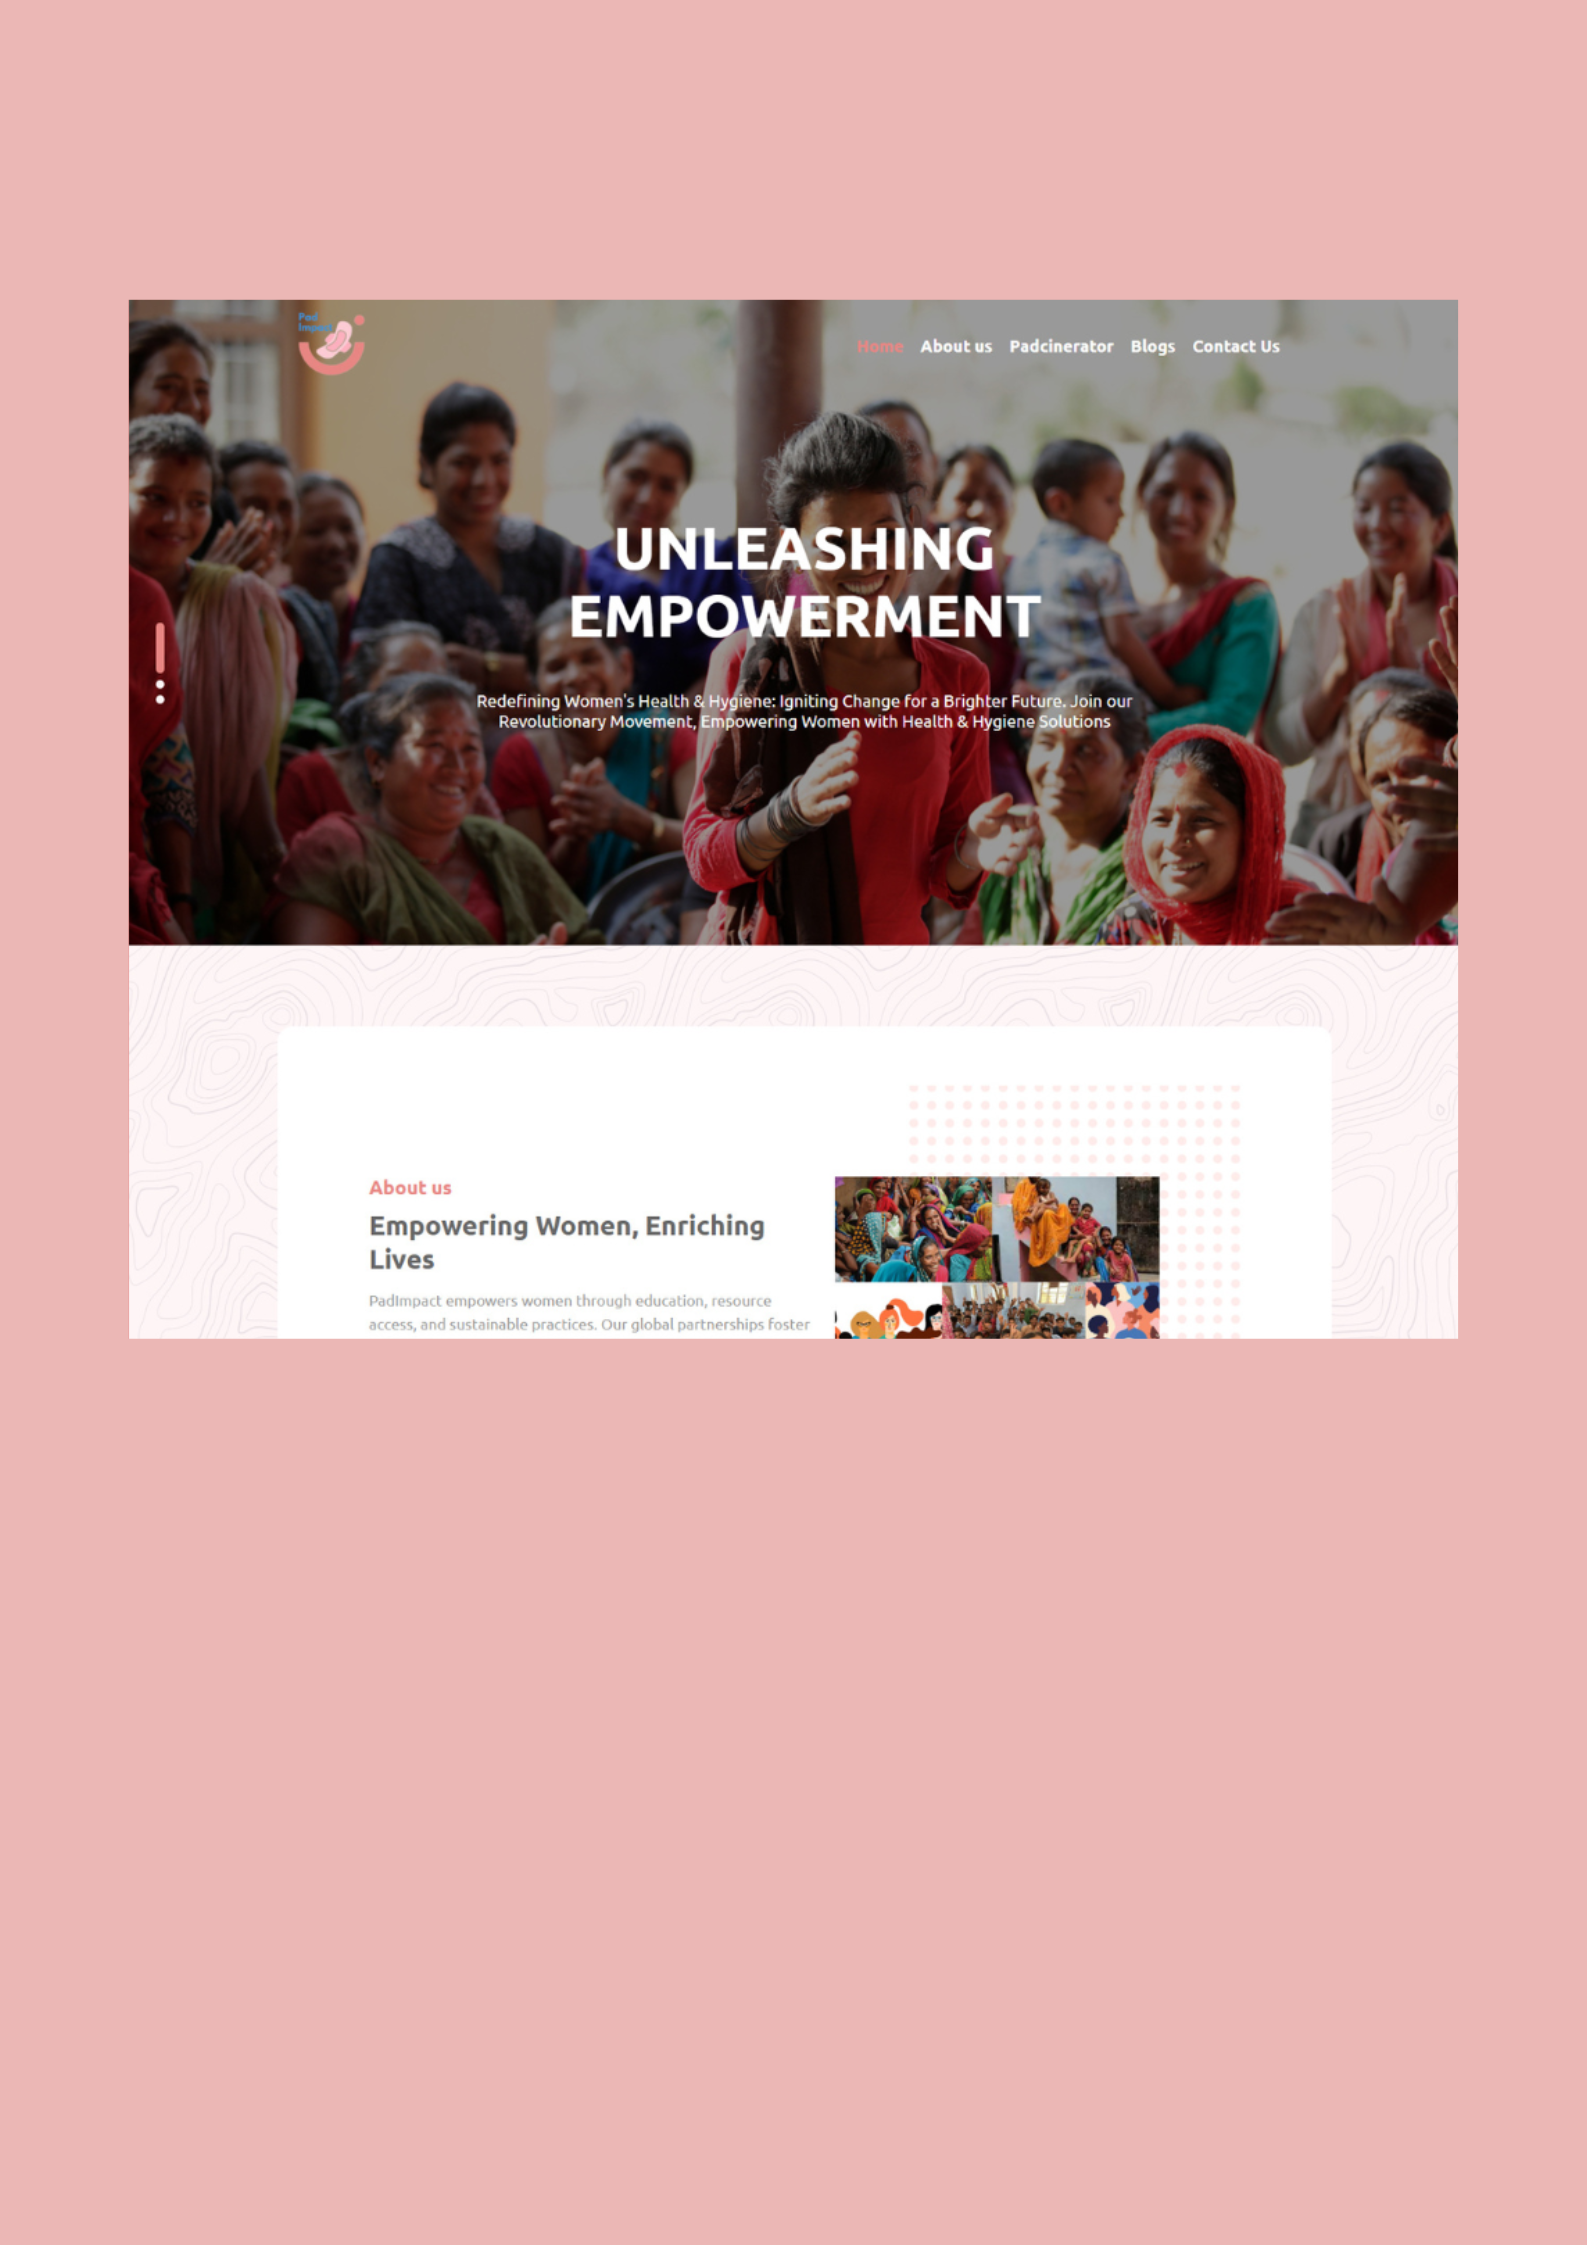 Pad
Impact
Home About us Padcinerator Blogs Contact Us
UNLEASHING
EMPOWERMENT
Redefining Women's Health & Hygiene: Igniting Change for a Brighter Future. Join our
Revolutionary Movement, Empowering Women with Health & Hygiene Solutions
About us
Empowering Women, Enriching
Lives
PadImpact empowers women through education, resource
access, and sustainable practices. Our global partnerships foster